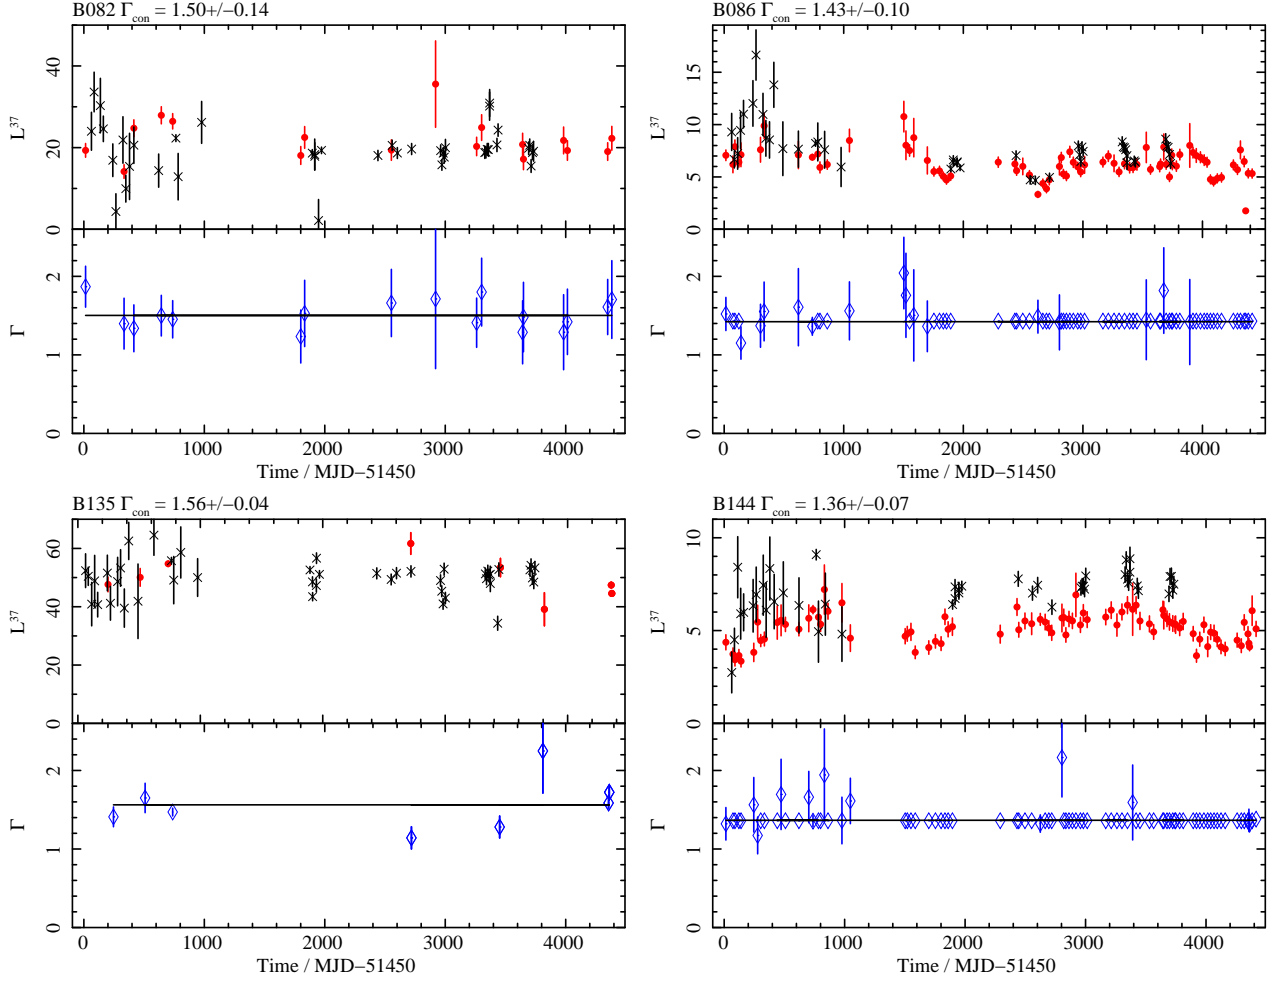 B082 Γcon = 1.50+/−0.14
L37
0 20 40
Γ
0 1 2
0 1000 2000 3000 4000
Time / MJD−51450
B086 Γcon = 1.43+/−0.10
L37
0 5 10 15
Γ
0 1 2
0 1000 2000 3000 4000
Time / MJD−51450
B135 Γcon = 1.56+/−0.04
L37
0 20 40 60
Γ
0 1 2
0 1000 2000 3000 4000
Time / MJD−51450
B144 Γcon = 1.36+/−0.07
L37
0 5 10
Γ
0 1 2
0 1000 2000 3000 4000
Time / MJD−51450